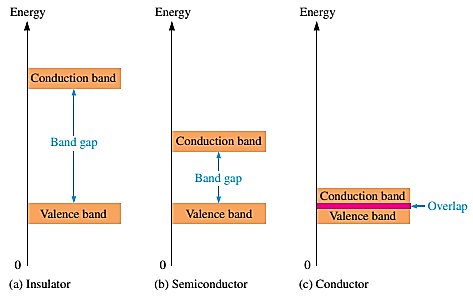 Energy
Conduction band
Band gap
Valence band
0
(a) Insulator
Energy
Conduction band
Band gap
Valence band
0
(b) Semiconductor
Energy
Conduction band
Overlap
Valence band
0
(c) Conductor